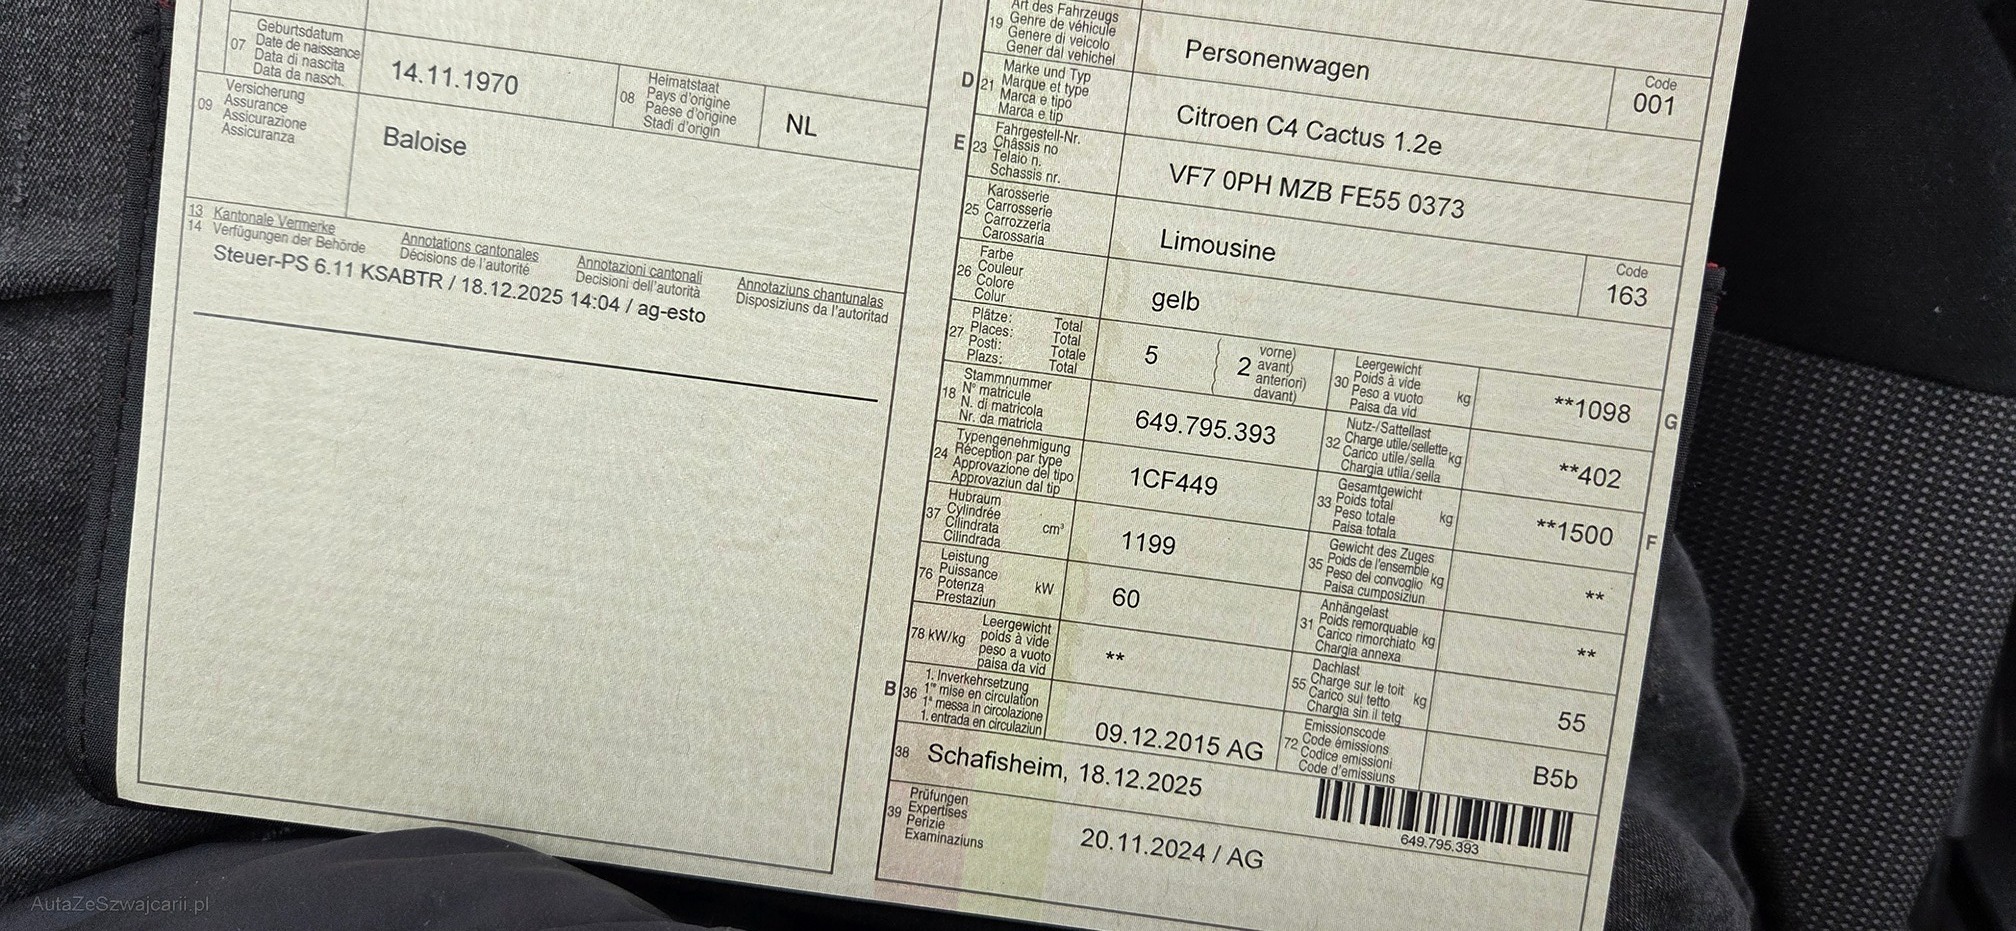 07
Geburtsdatum
Date de naissance
Data di nascita
Data da nasch.
14.11.1970
08
Heimatstaat
Pays d'origine
Paese d'origine
Stadi d'origin
NL
09
Versicherung
Assurance
Assicurazione
Assicuranza
Baloise
13 Kantonale Vermerke
14 Verfügungen der Behörde
Annotations cantonales
Décisions de l'autorité
Annotazioni cantonali
Decisioni dell'autorità
Annotaziuns chantunalas
Disposiziuns da l'autoritad
Steuer-PS 6.11 KSABTR / 18.12.2025 14:04 / ag-esto
19
Art des Fahrzeugs
Genre de véhicule
Genere di veicolo
Gener dal vehichel
Personenwagen
Code
001
D 21
Marke und Typ
Marque et type
Marca e tipo
Marca e tip
Citroen C4 Cactus 1.2e
E 23
Fahrgestell-Nr.
Châssis no
Telaio n.
Schassis nr.
VF7 0PH MZB FE55 0373
25
Karosserie
Carrosserie
Carrozzeria
Carossaria
Limousine
Code
163
26
Farbe
Couleur
Colore
Colur
gelb
27
Plätze: Total
Places: Total
Posti: Totale
Plazs: Total
5
2
vorne)
avant)
anteriori)
davant)
30
Leergewicht
Poids à vide
Peso a vuoto kg
Paisa da vid
**1098
G
18
Stammnummer
N° matricule
N. di matricola
Nr. da matricla
649.795.393
32
Nutz-/Sattellast
Charge utile/sellette kg
Carico utile/sella
Chargia utila/sella
**402
24
Typengenehmigung
Réception par type
Approvazione del tipo
Approvaziun dal tip
1CF449
33
Gesamtgewicht
Poids total
Peso totale kg
Paisa totala
**1500
F
37
Hubraum
Cylindrée
Cilindrata cm³
Cilindrada
1199
35
Gewicht des Zuges
Poids de l'ensemble kg
Peso del convoglio
Paisa cumposiziun
**
76
Leistung
Puissance
Potenza kW
Prestaziun
60
31
Anhängelast
Poids remorquable kg
Carico rimorchiato
Chargia annexa
**
78 kW/kg
Leergewicht
poids à vide
peso a vuoto
paisa da vid
**
55
Dachlast
Charge sur le toit kg
Carico sul tetto
Chargia sin il tetg
55
B 36
1. Inverkehrsetzung
1re mise en circulation
1a messa in circolazione
1. entrada en circulaziun
09.12.2015 AG
72
Emissionscode
Code émissions
Codice emissioni
Code d'emissiuns
B5b
38
Schafisheim, 18.12.2025
649.795.393
39
Prüfungen
Expertises
Perizie
Examinaziuns
20.11.2024 / AG
AutaZeSzwajcarii.pl